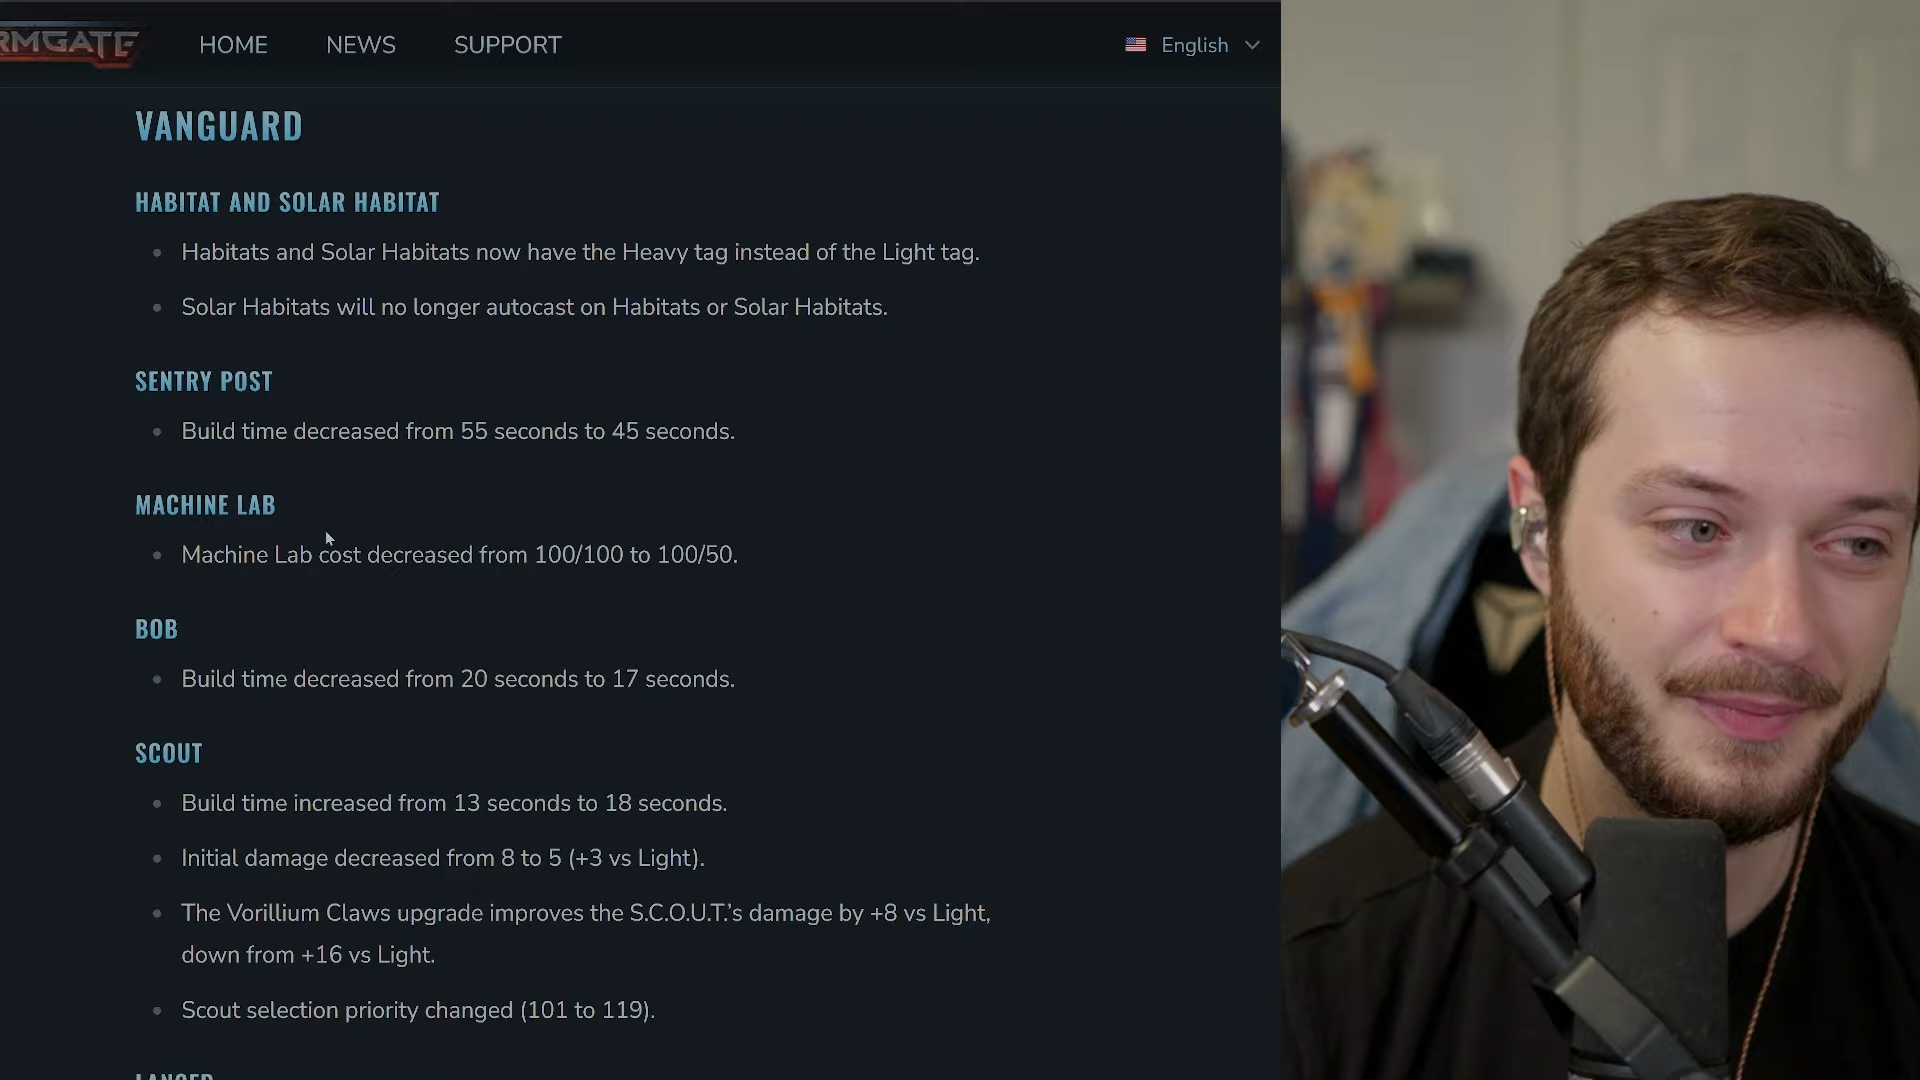 RMGATE
HOME
NEWS
SUPPORT
English
VANGUARD
HABITAT AND SOLAR HABITAT
Habitats and Solar Habitats now have the Heavy tag instead of the Light tag.
Solar Habitats will no longer autocast on Habitats or Solar Habitats.
SENTRY POST
Build time decreased from 55 seconds to 45 seconds.
MACHINE LAB
Machine Lab cost decreased from 100/100 to 100/50.
BOB
Build time decreased from 20 seconds to 17 seconds.
SCOUT
Build time increased from 13 seconds to 18 seconds.
Initial damage decreased from 8 to 5 (+3 vs Light).
The Vorillium Claws upgrade improves the S.C.O.U.T.'s damage by +8 vs Light,
down from +16 vs Light.
Scout selection priority changed (101 to 119).
LANCER